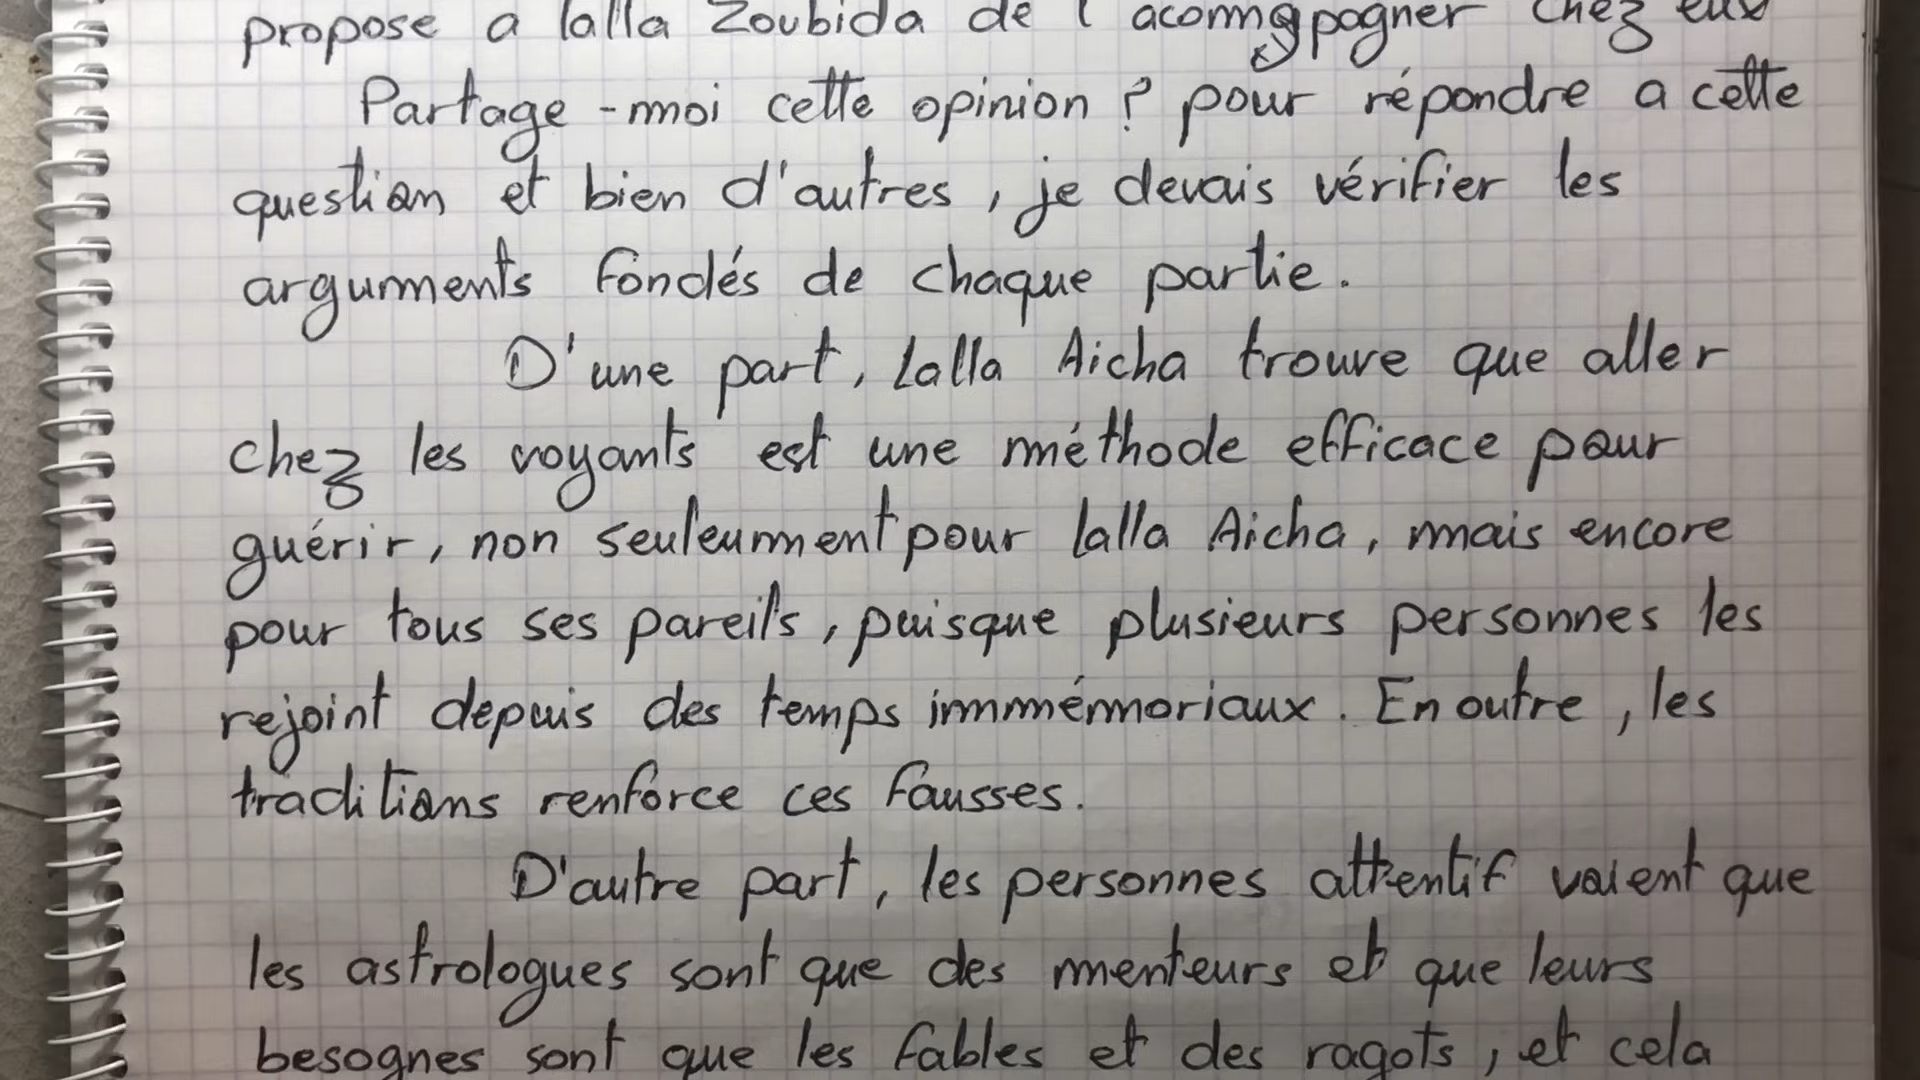 propose a lalla Zoubida de l'acommpagner chez eux
Partage-moi cette opinion ? pour répondre a cette
question et bien d'autres, je devais vérifier les
arguments fondés de chaque partie.
D'une part, Lalla Aicha trouve que aller
chez les voyants est une méthode efficace pour
guérir, non seuleument pour lalla Aicha, mais encore
pour tous ses pareils, puisque plusieurs personnes les
rejoint depuis des temps immémoriaux. En outre, les
traditions renforce ces fausses.
D'autre part, les personnes attentif voient que
les astrologues sont que des menteurs et que leurs
besognes sont que les fables et des ragots, et cela